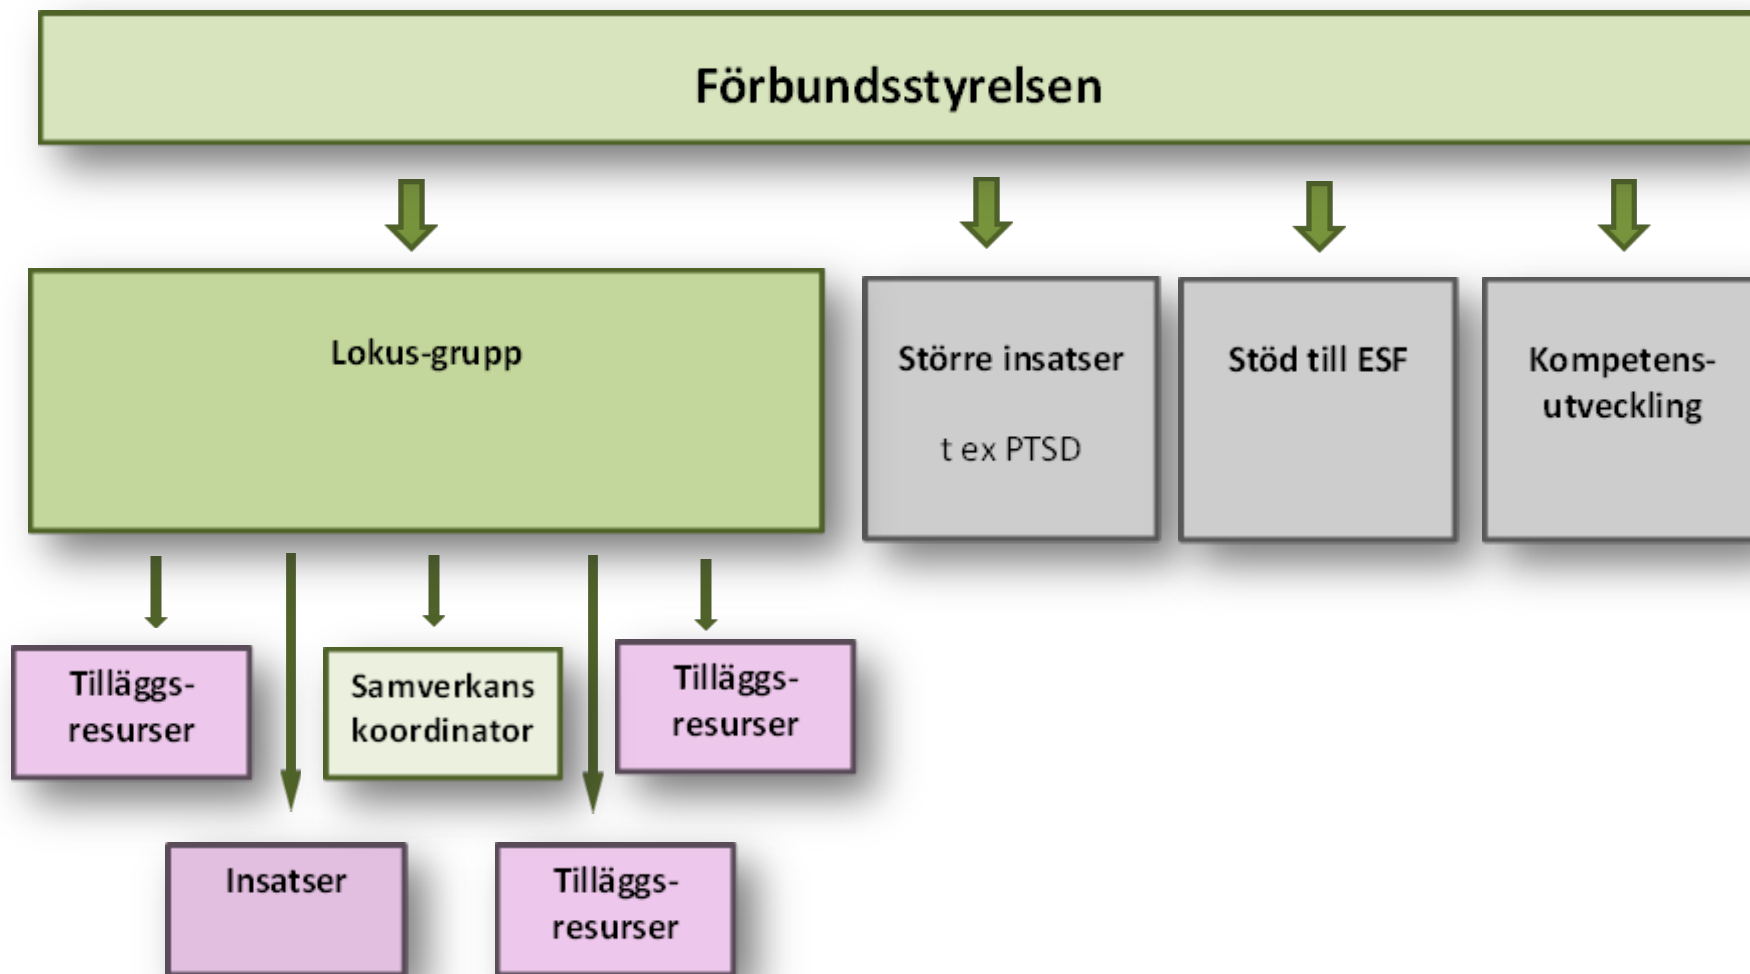 Förbundsstyrelsen
Lokus-grupp
Större insatser
t ex PTSD
Stöd till ESF
Kompetens-
utveckling
Tilläggs-
resurser
Samverkans
koordinator
Tilläggs-
resurser
Insatser
Tilläggs-
resurser